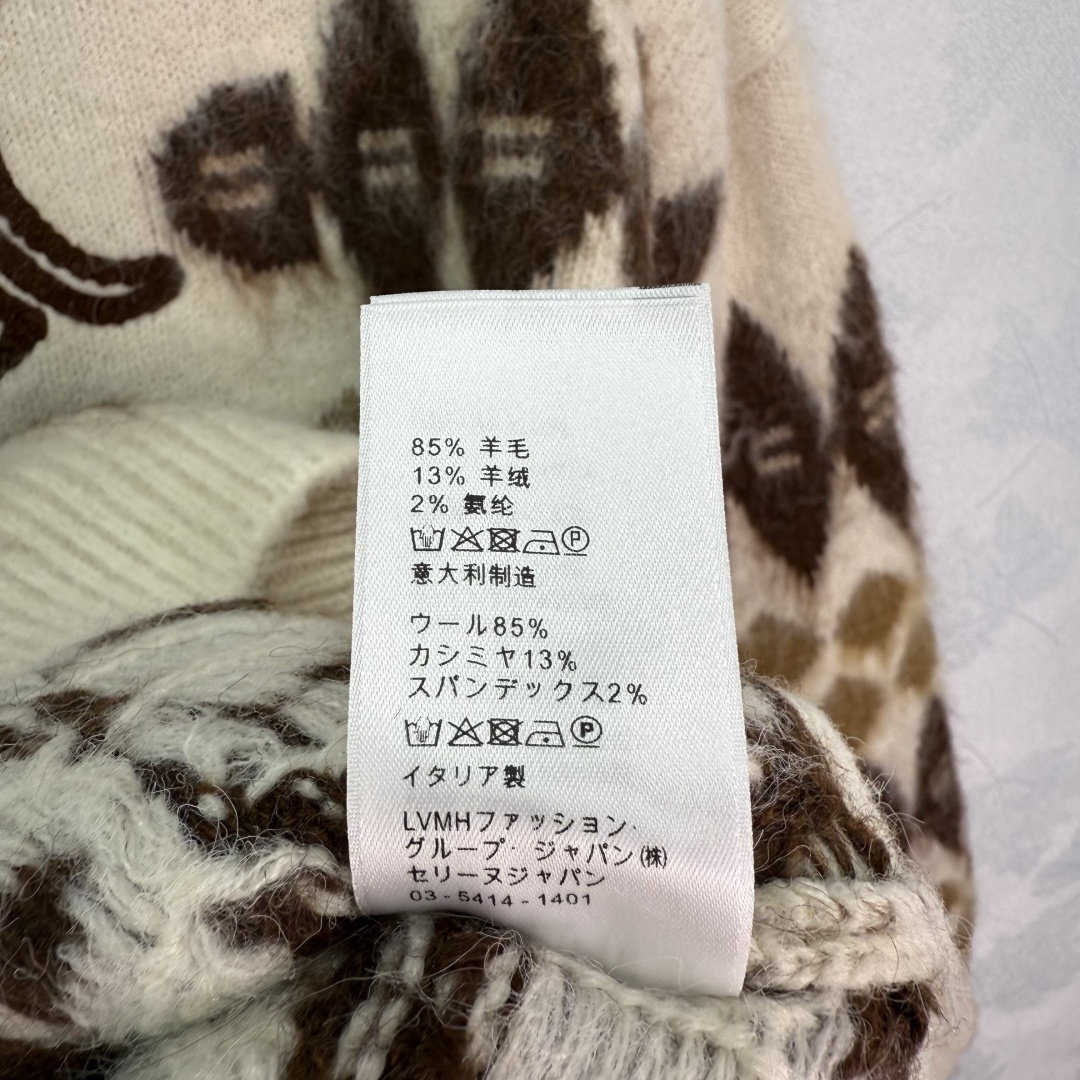 85% 羊毛
13% 羊绒
2% 氨纶
P
意大利制造
ウール85%
カシミヤ13%
スパンデックス2%
P
イタリア製
LVMHファッション･
グループ･ジャパン㈱
セリーヌジャパン
03-5414-1401